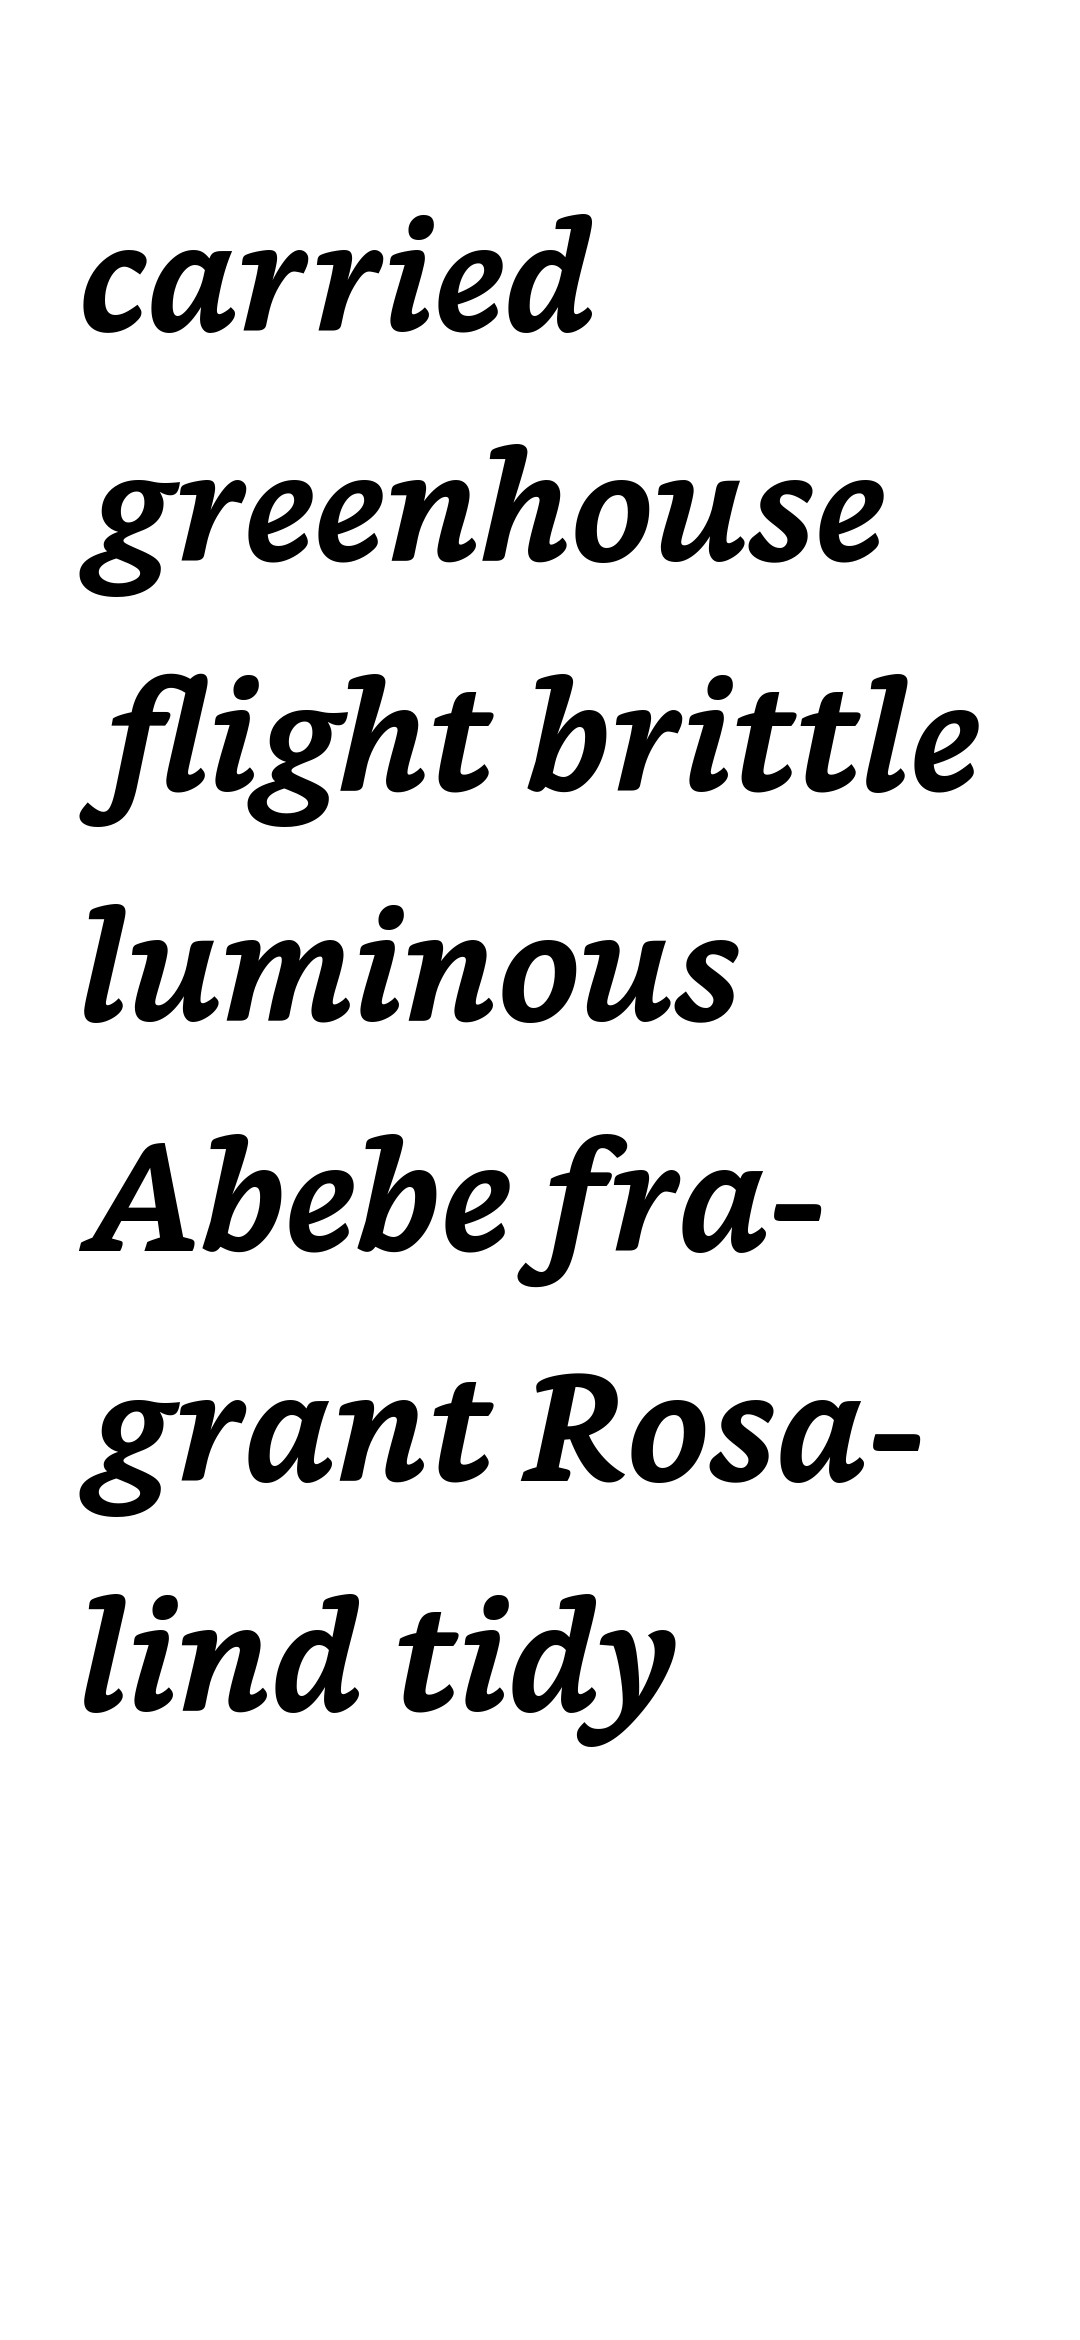 carried
greenhouse
flight brittle
luminous
Abebe fra-
grant Rosa-
lind tidy